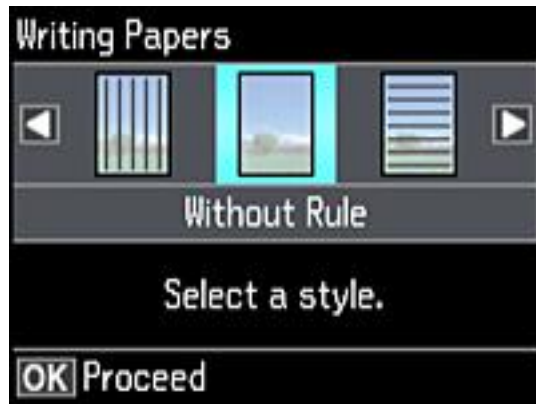 Writing Papers
Without Rule
Select a style.
OK Proceed